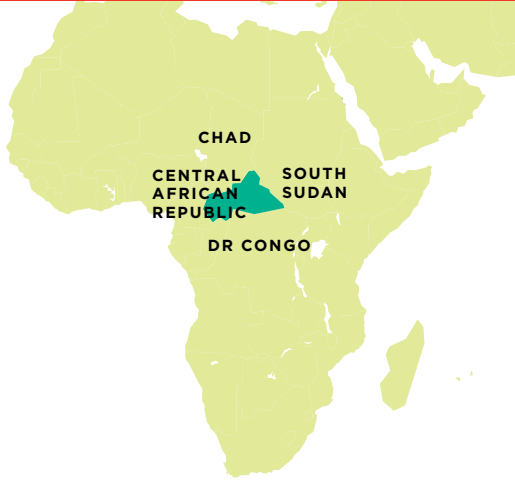 CHAD
CENTRAL
AFRICAN
REPUBLIC
SOUTH
SUDAN
DR CONGO